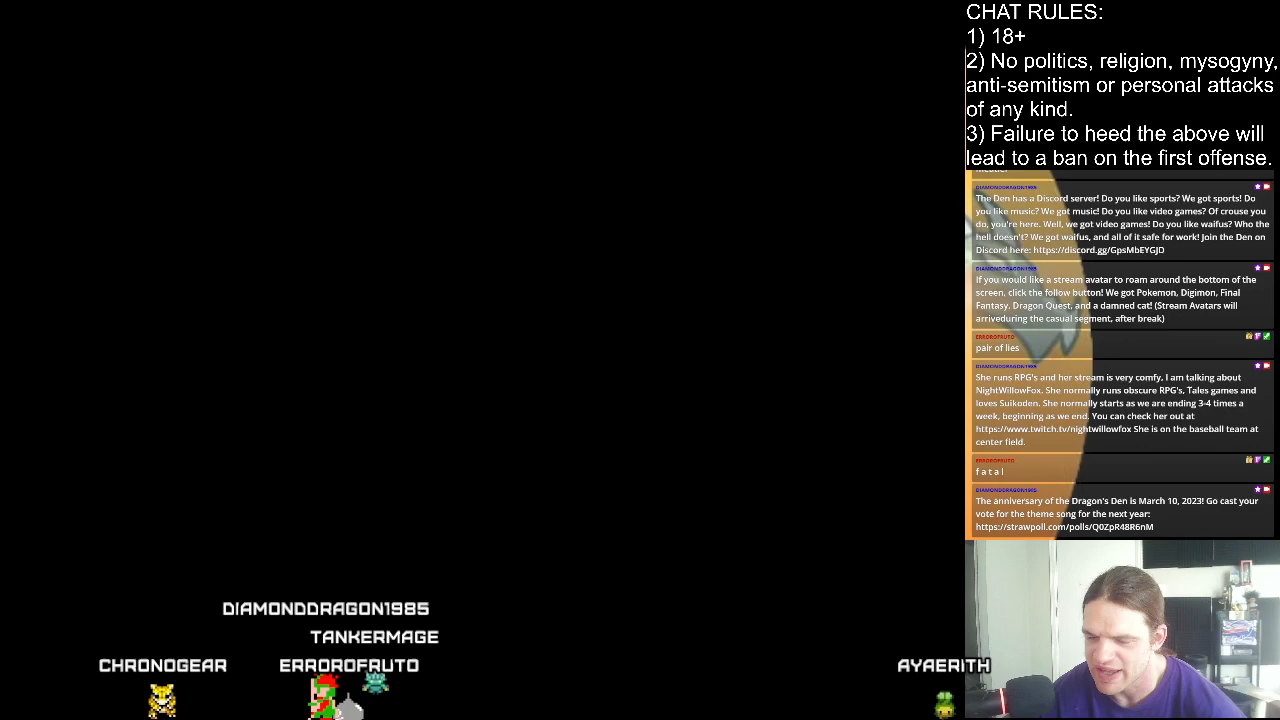 CHAT RULES:
1) 18+
2) No politics, religion, mysogyny,
anti-semitism or personal attacks
of any kind.
3) Failure to heed the above will
lead to a ban on the first offense.
DIAMONDDRAGON1985
The Den has a Discord server! Do you like sports? We got sports! Do
you like music? We got music! Do you like video games? Of crouse you
do, you're here. Well, we got video games! Do you like waifus? Who the
hell doesn't? We got waifus, and all of it safe for work! Join the Den on
Discord here: https://discord.gg/GpsMbEYGJD
DIAMONDDRAGON1985
If you would like a stream avatar to roam around the bottom of the
screen, click the follow button! We got Pokemon, Digimon, Final
Fantasy, Dragon Quest, and a damned cat! (Stream Avatars will
arriveduring the casual segment, after break)
ERROROFRUTO
pair of lies
DIAMONDDRAGON1985
She runs RPG's and her stream is very comfy, I am talking about
NightWillowFox. She normally runs obscure RPG's, Tales games and
loves Suikoden. She normally starts as we are ending 3-4 times a
week, beginning as we end. You can check her out at
https://www.twitch.tv/nightwillowfox She is on the baseball team at
center field.
ERROROFRUTO
f a t a l
DIAMONDDRAGON1985
The anniversary of the Dragon's Den is March 10, 2023! Go cast your
vote for the theme song for the next year:
https://strawpoll.com/polls/Q0ZpR48R6nM
DIAMONDDRAGON1985
TANKERMAGE
CHRONOGEAR
ERROROFRUTO
AYAERITH